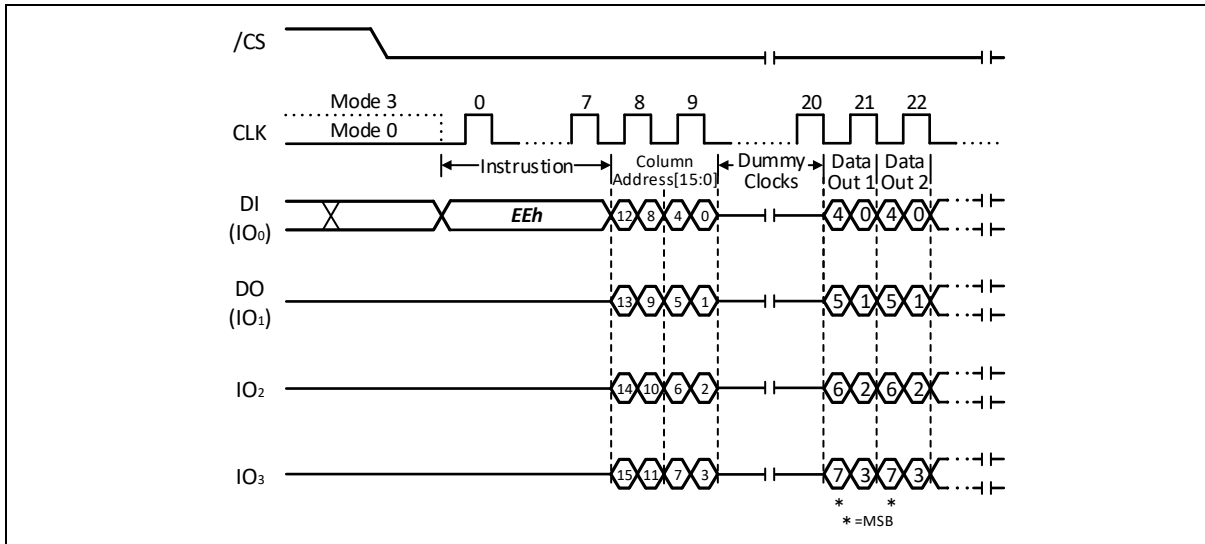 /CS
Mode 3 0 7 8 9 20 21 22
CLK Mode 0
Instrustion Column Address[15:0] Dummy Clocks Data Out 1 Data Out 2
DI (IO0) EEh 12 8 4 0 4 0 4 0
DO (IO1) 13 9 5 1 5 1 5 1
IO2 14 10 6 2 6 2 6 2
IO3 15 11 7 3 7 3 7 3
* *
* =MSB